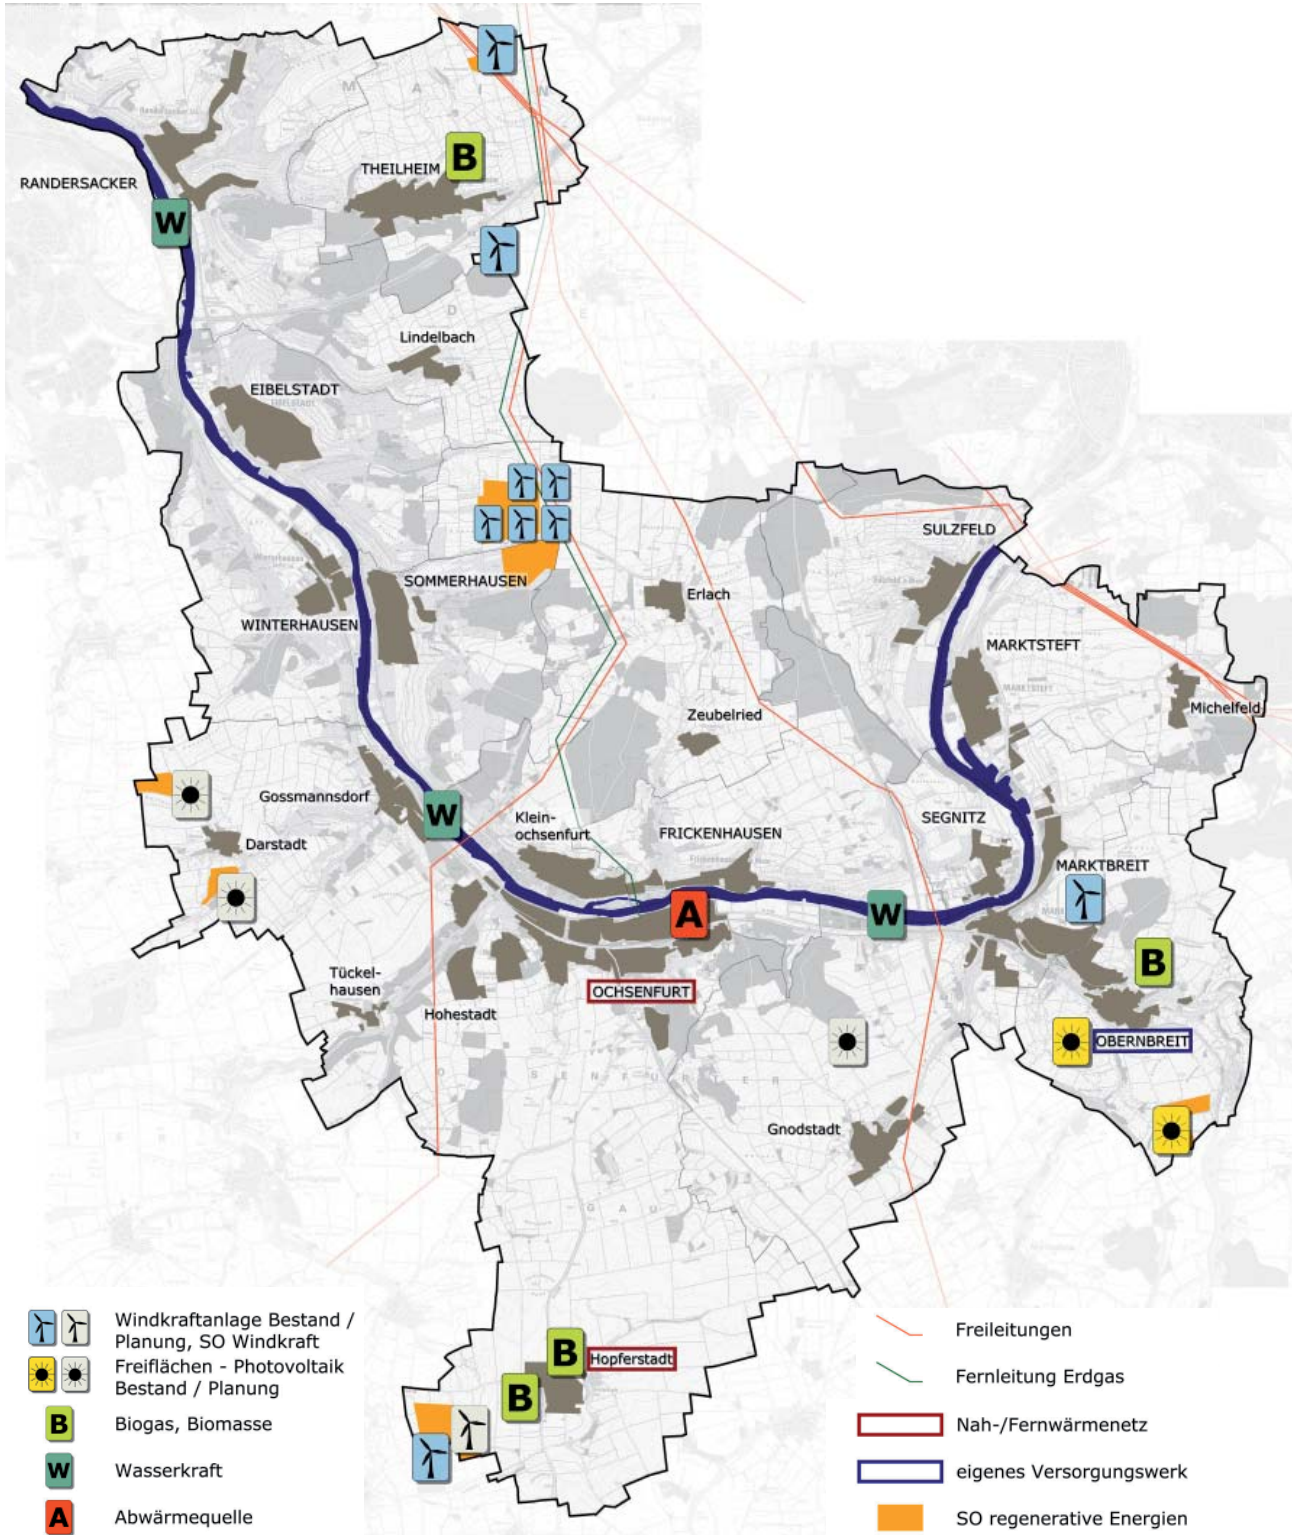 M A I N
THEILHEIM
B
RANDERSACKER
W
D
Lindelbach
EIBELSTADT
SULZFELD
SOMMERHAUSEN
Erlach
WINTERHAUSEN
MARKTSTEFT
MARKTSTEFT
Michelfeld
Zeubelried
Gossmannsdorf
W
Klein-
ochsenfurt
FRICKENHAUSEN
SEGNITZ
Darstadt
MARKTBREIT
A
W
B
Tückel-
hausen
OCHSENFURT
Hohestadt
OBERNBREIT
O C H S E N F U R T E R
Gnodstadt
G A U
B
Hopferstadt
B
Windkraftanlage Bestand /
Planung, SO Windkraft
Freiflächen - Photovoltaik
Bestand / Planung
B Biogas, Biomasse
W Wasserkraft
A Abwärmequelle
Freileitungen
Fernleitung Erdgas
Nah-/Fernwärmenetz
eigenes Versorgungswerk
SO regenerative Energien